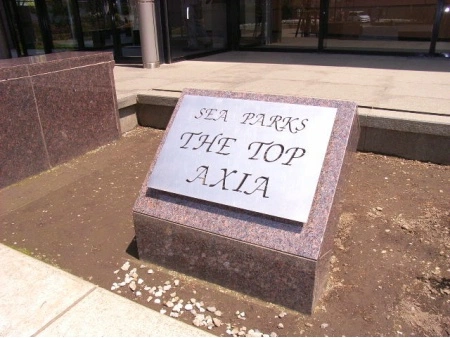 SEA PARKS
THE TOP
AXIA